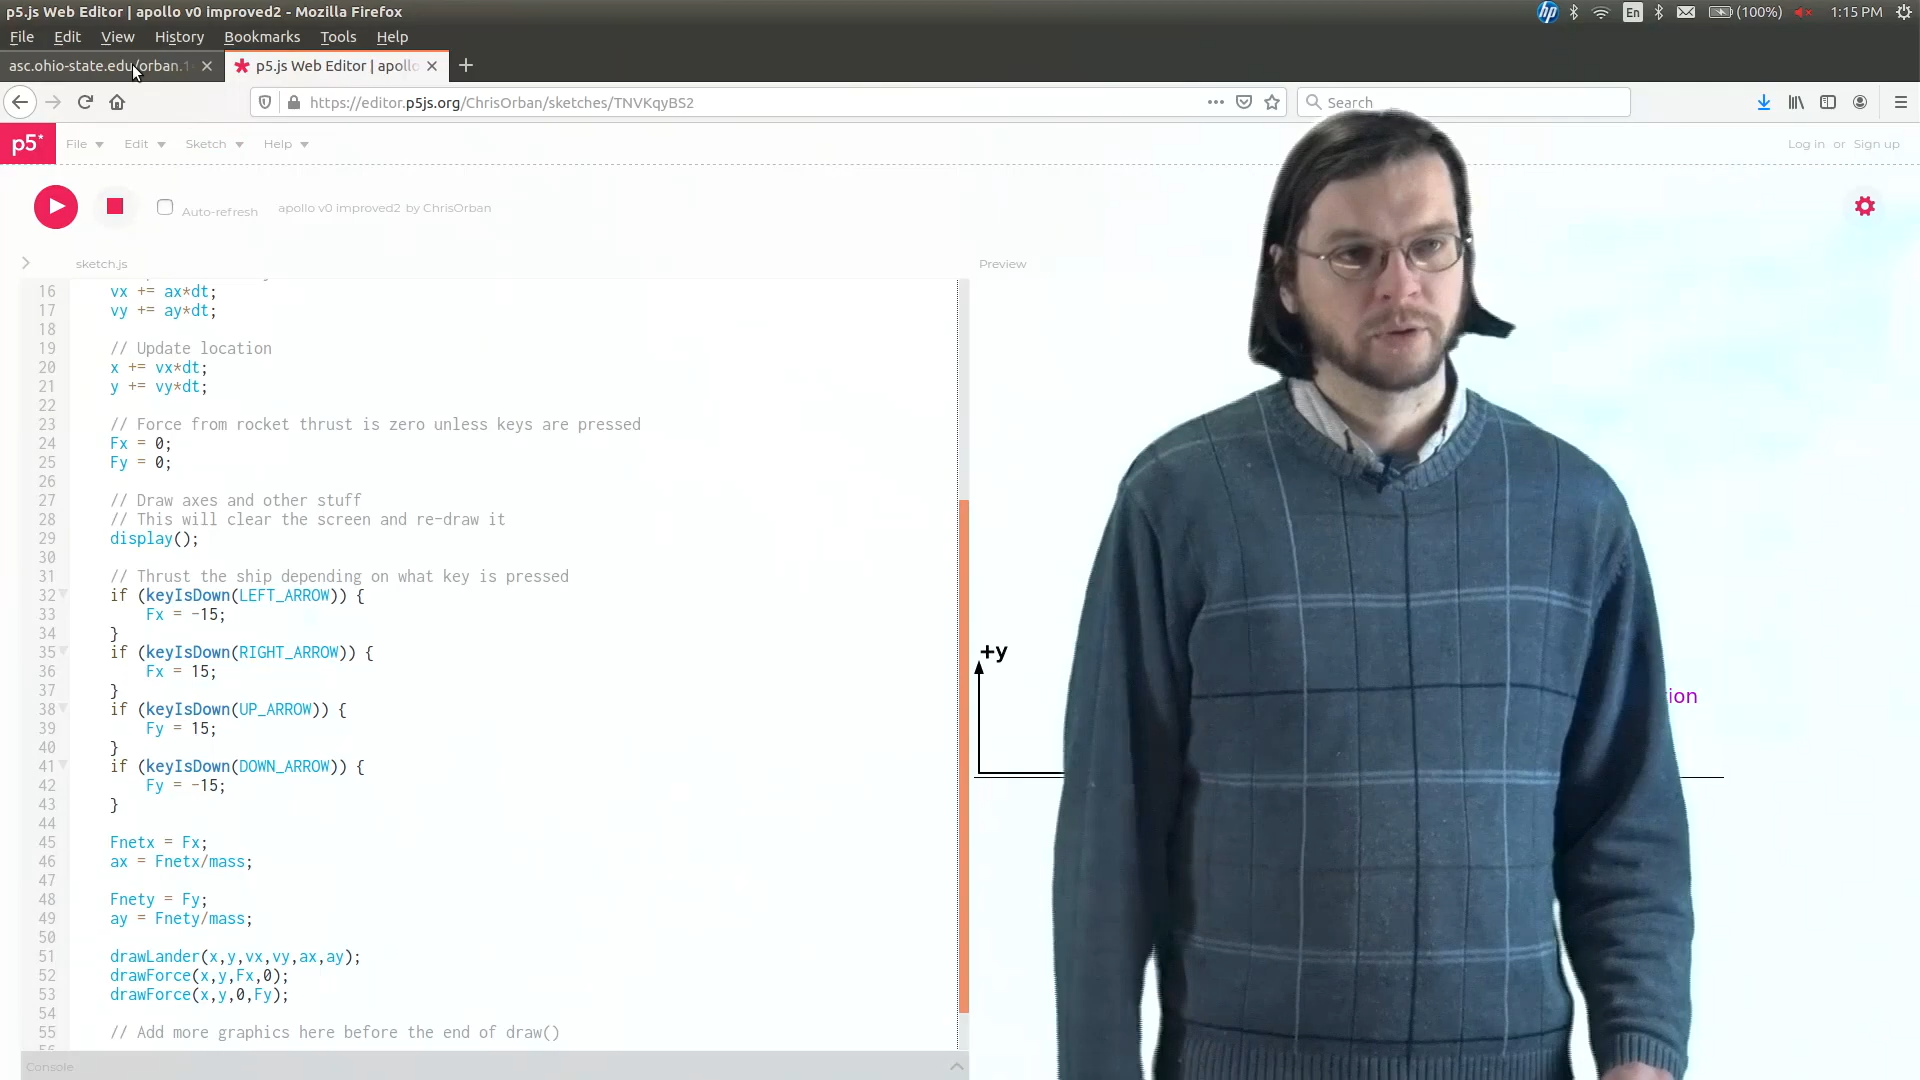 p5.js Web Editor | apollo v0 improved2 - Mozilla Firefox
En
(100%)
1:15 PM
File Edit View History Bookmarks Tools Help
asc.ohio-state.edu/orban.1
p5.js Web Editor | apollo
https://editor.p5js.org/ChrisOrban/sketches/TNVKqyBS2
Search
p5*
File Edit Sketch Help
Log in or Sign up
Auto-refresh
apollo v0 improved2 by ChrisOrban
sketch.js
Preview
16 vx += ax*dt;
17 vy += ay*dt;
18
19 // Update location
20 x += vx*dt;
21 y += vy*dt;
22
23 // Force from rocket thrust is zero unless keys are pressed
24 Fx = 0;
25 Fy = 0;
26
27 // Draw axes and other stuff
28 // This will clear the screen and re-draw it
29 display();
30
31 // Thrust the ship depending on what key is pressed
32 if (keyIsDown(LEFT_ARROW)) {
33 Fx = -15;
34 }
35 if (keyIsDown(RIGHT_ARROW)) {
36 Fx = 15;
37 }
38 if (keyIsDown(UP_ARROW)) {
39 Fy = 15;
40 }
41 if (keyIsDown(DOWN_ARROW)) {
42 Fy = -15;
43 }
44
45 Fnetx = Fx;
46 ax = Fnetx/mass;
47
48 Fnety = Fy;
49 ay = Fnety/mass;
50
51 drawLander(x,y,vx,vy,ax,ay);
52 drawForce(x,y,Fx,0);
53 drawForce(x,y,0,Fy);
54
55 // Add more graphics here before the end of draw()
Console
+y
tion